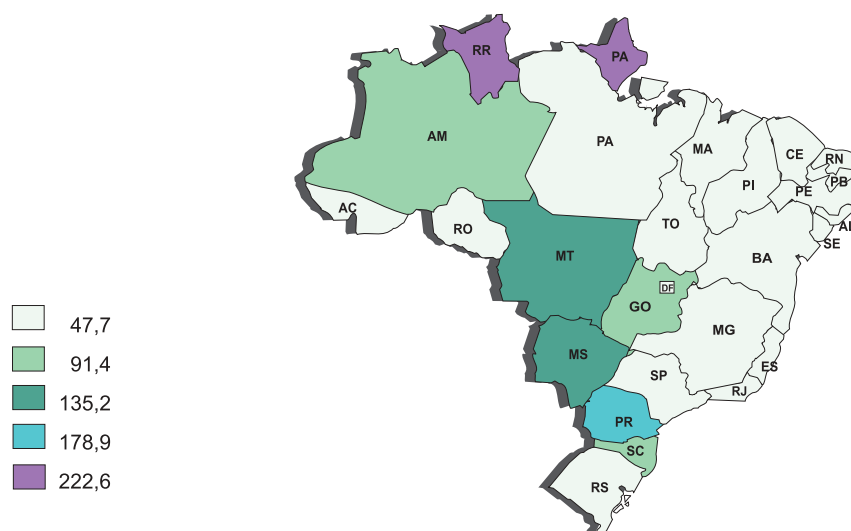 RR
PA
AM
PA
MA
CE
RN
PB
PE
PI
AL
SE
AC
RO
TO
BA
MT
DF
GO
MG
MS
ES
SP
RJ
PR
SC
RS
47,7
91,4
135,2
178,9
222,6